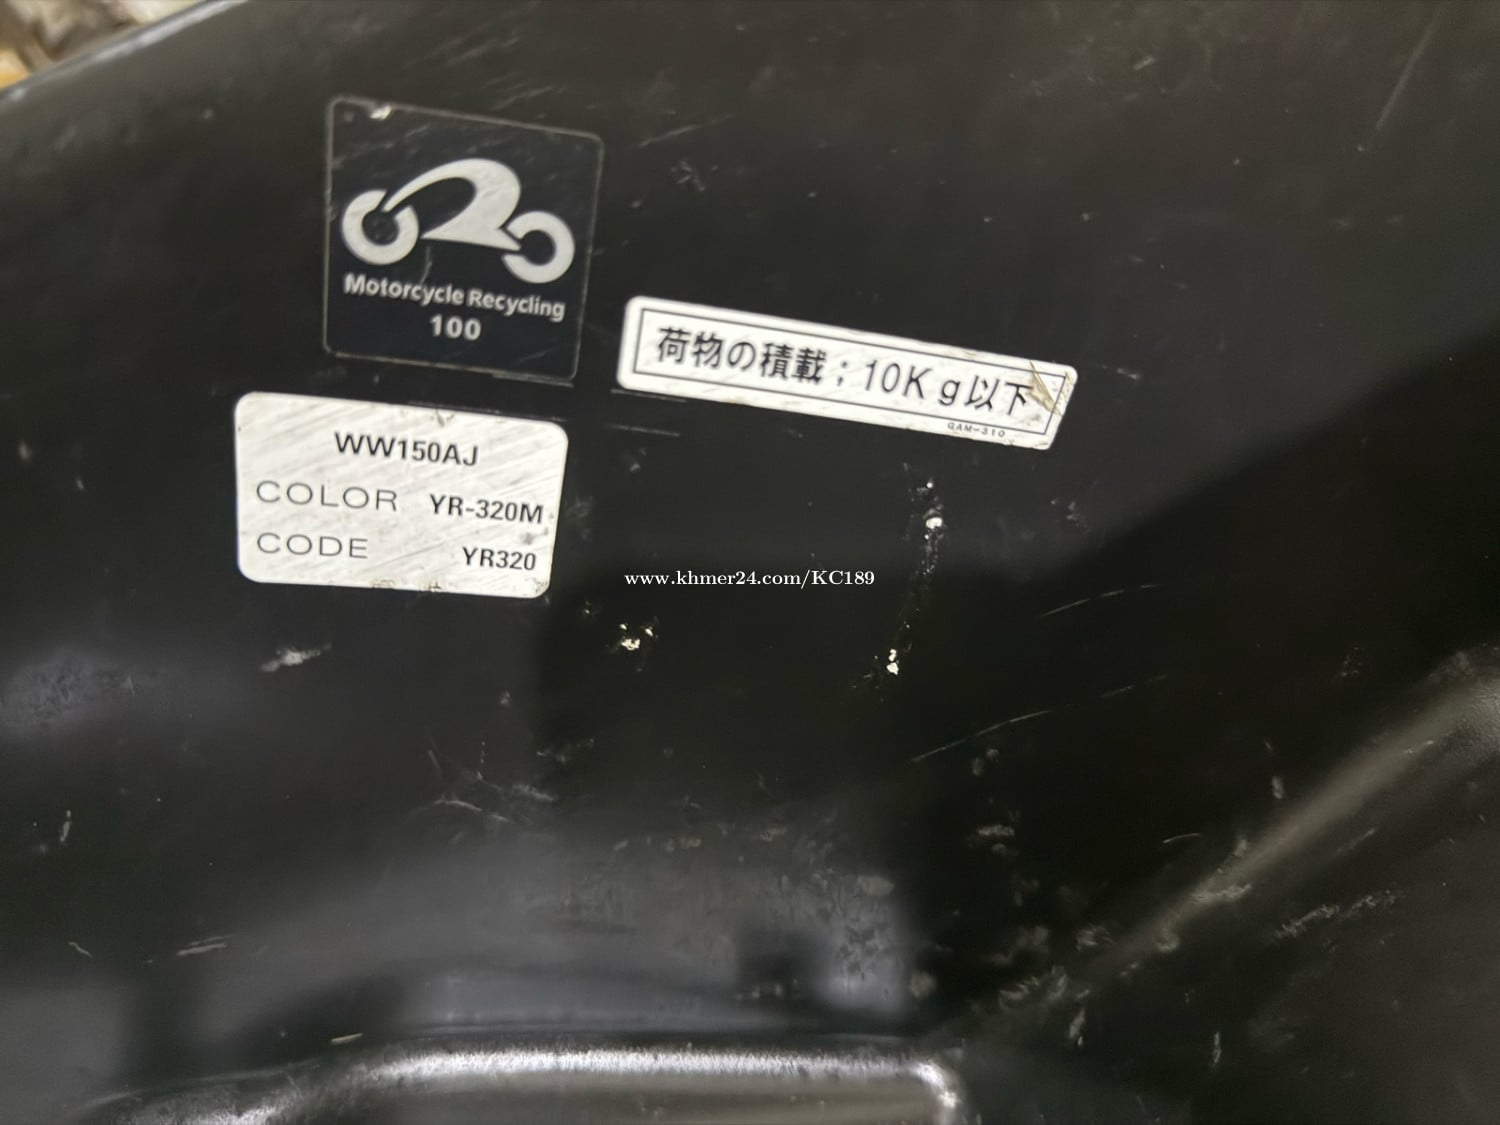 Motorcycle Recycling
100
荷物の積載；10Kg以下
GAM-310
WW150AJ
COLOR YR-320M
CODE YR320
www.khmer24.com/KC189